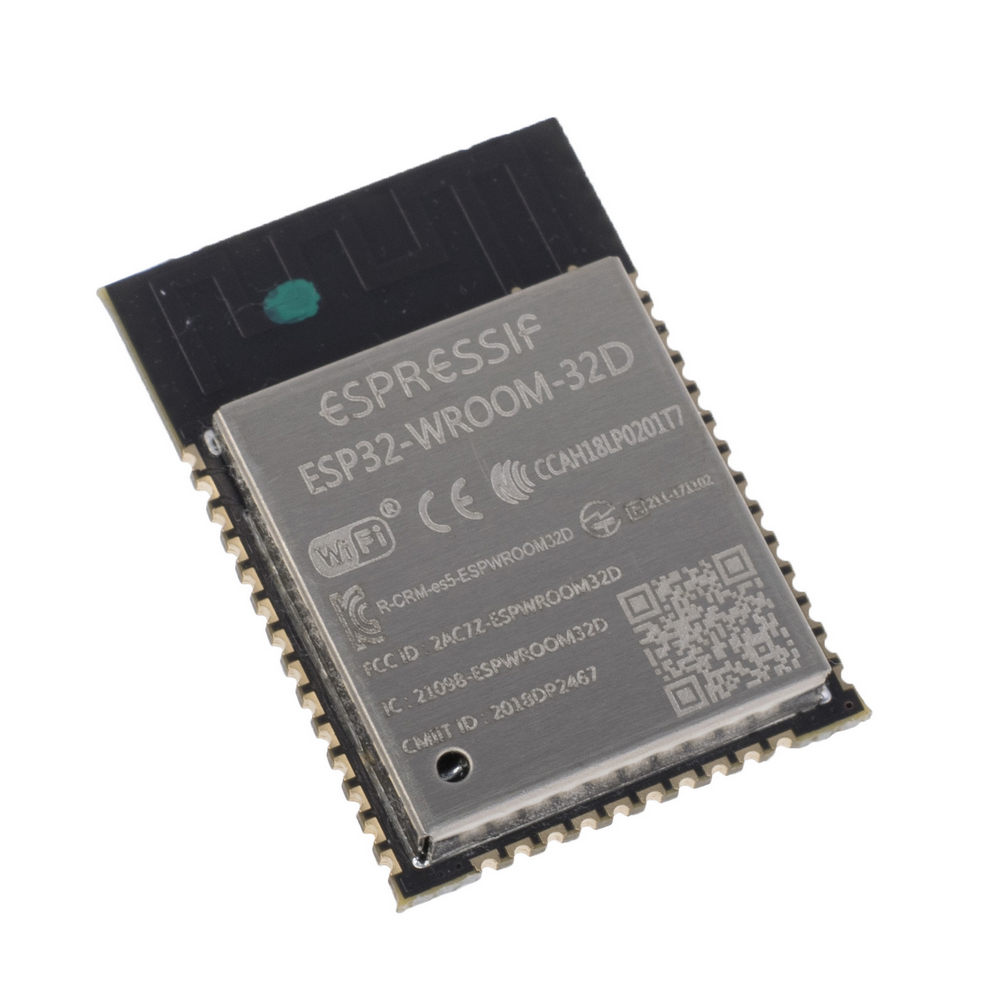 ESPRESSIF
ESP32-WROOM-32D
WiFi® CE CCAH18LP0201T7
R-CRM-es5-ESPWROOM32D R 211-171102
FCC ID : 2AC7Z-ESPWROOM32D
IC : 21098-ESPWROOM32D
CMIIT ID : 2018DP2467